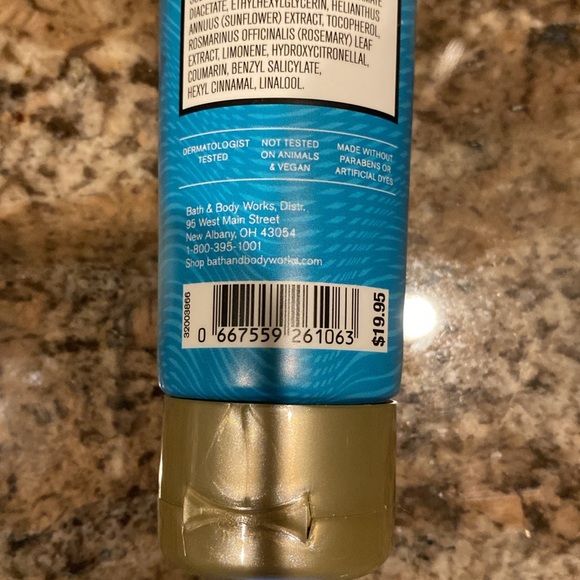 DIACETATE, ETHYLHEXYLGLYCERIN, HELIANTHUS
ANNUUS (SUNFLOWER) EXTRACT, TOCOPHEROL,
ROSMARINUS OFFICINALIS (ROSEMARY) LEAF
EXTRACT, LIMONENE, HYDROXYCITRONELLAL,
COUMARIN, BENZYL SALICYLATE,
HEXYL CINNAMAL, LINALOOL.
DERMATOLOGIST
TESTED
NOT TESTED
ON ANIMALS
& VEGAN
MADE WITHOUT
PARABENS OR
ARTIFICIAL DYES
Bath & Body Works, Distr.
95 West Main Street
New Albany, OH 43054
1-800-395-1001
Shop bathandbodyworks.com
32003866
0 667559 261063
$19.95